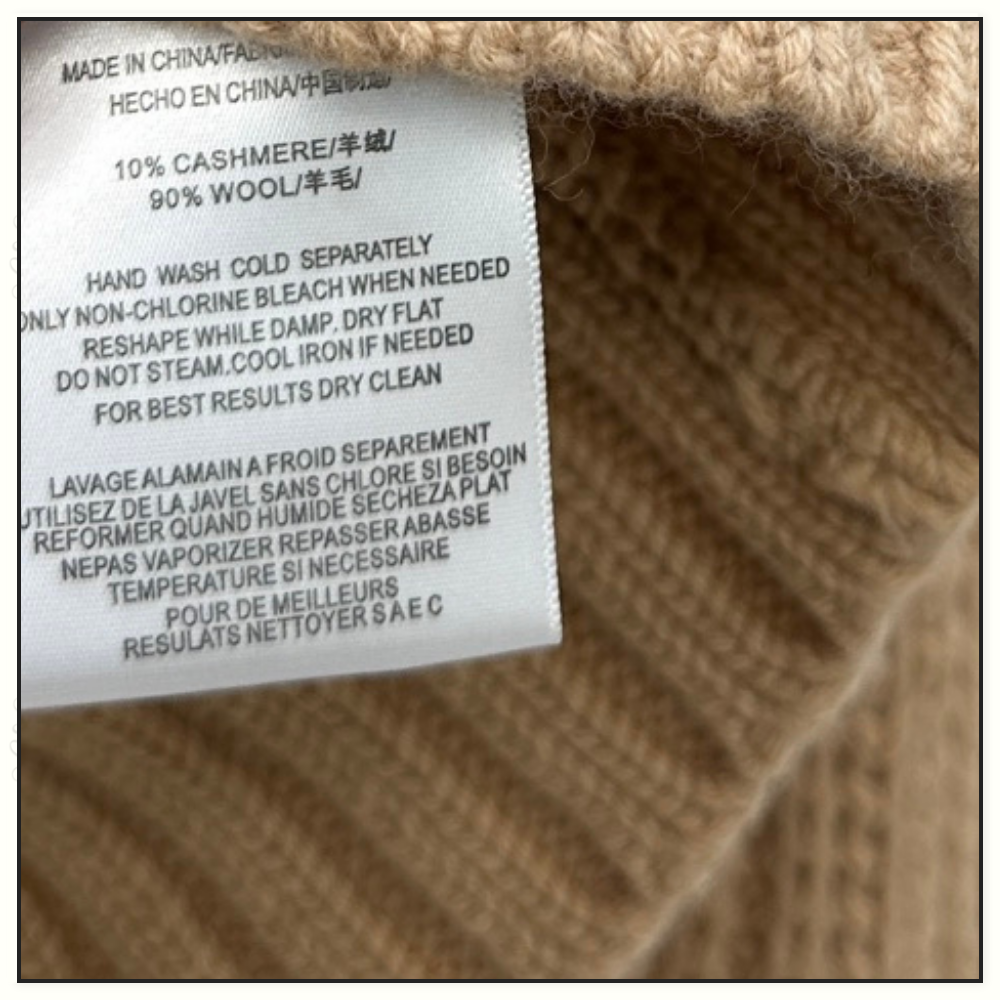 MADE IN CHINA/
HECHO EN CHINA/中国制造/
10% CASHMERE/羊绒/
90% WOOL/羊毛/
HAND WASH COLD SEPARATELY
ONLY NON-CHLORINE BLEACH WHEN NEEDED
RESHAPE WHILE DAMP. DRY FLAT
DO NOT STEAM.COOL IRON IF NEEDED
FOR BEST RESULTS DRY CLEAN
LAVAGE ALAMAIN A FROID SEPAREMENT
UTILISEZ DE LA JAVEL SANS CHLORE SI BESOIN
REFORMER QUAND HUMIDE SECHEZA PLAT
NEPAS VAPORIZER REPASSER ABASSE
TEMPERATURE SI NECESSAIRE
POUR DE MEILLEURS
RESULATS NETTOYER S A E C